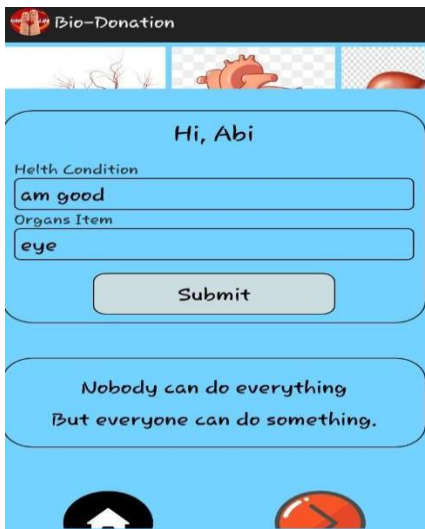 Bio-Donation
Hi, Abi
Helth Condition
am good
Organs Item
eye
Submit
Nobody can do everything
But everyone can do something.